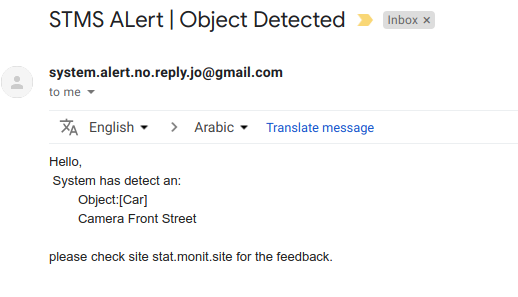 STMS ALert | Object Detected Inbox ×
system.alert.no.reply.jo@gmail.com
to me
English > Arabic Translate message
Hello,
System has detect an:
Object:[Car]
Camera Front Street
please check site stat.monit.site for the feedback.